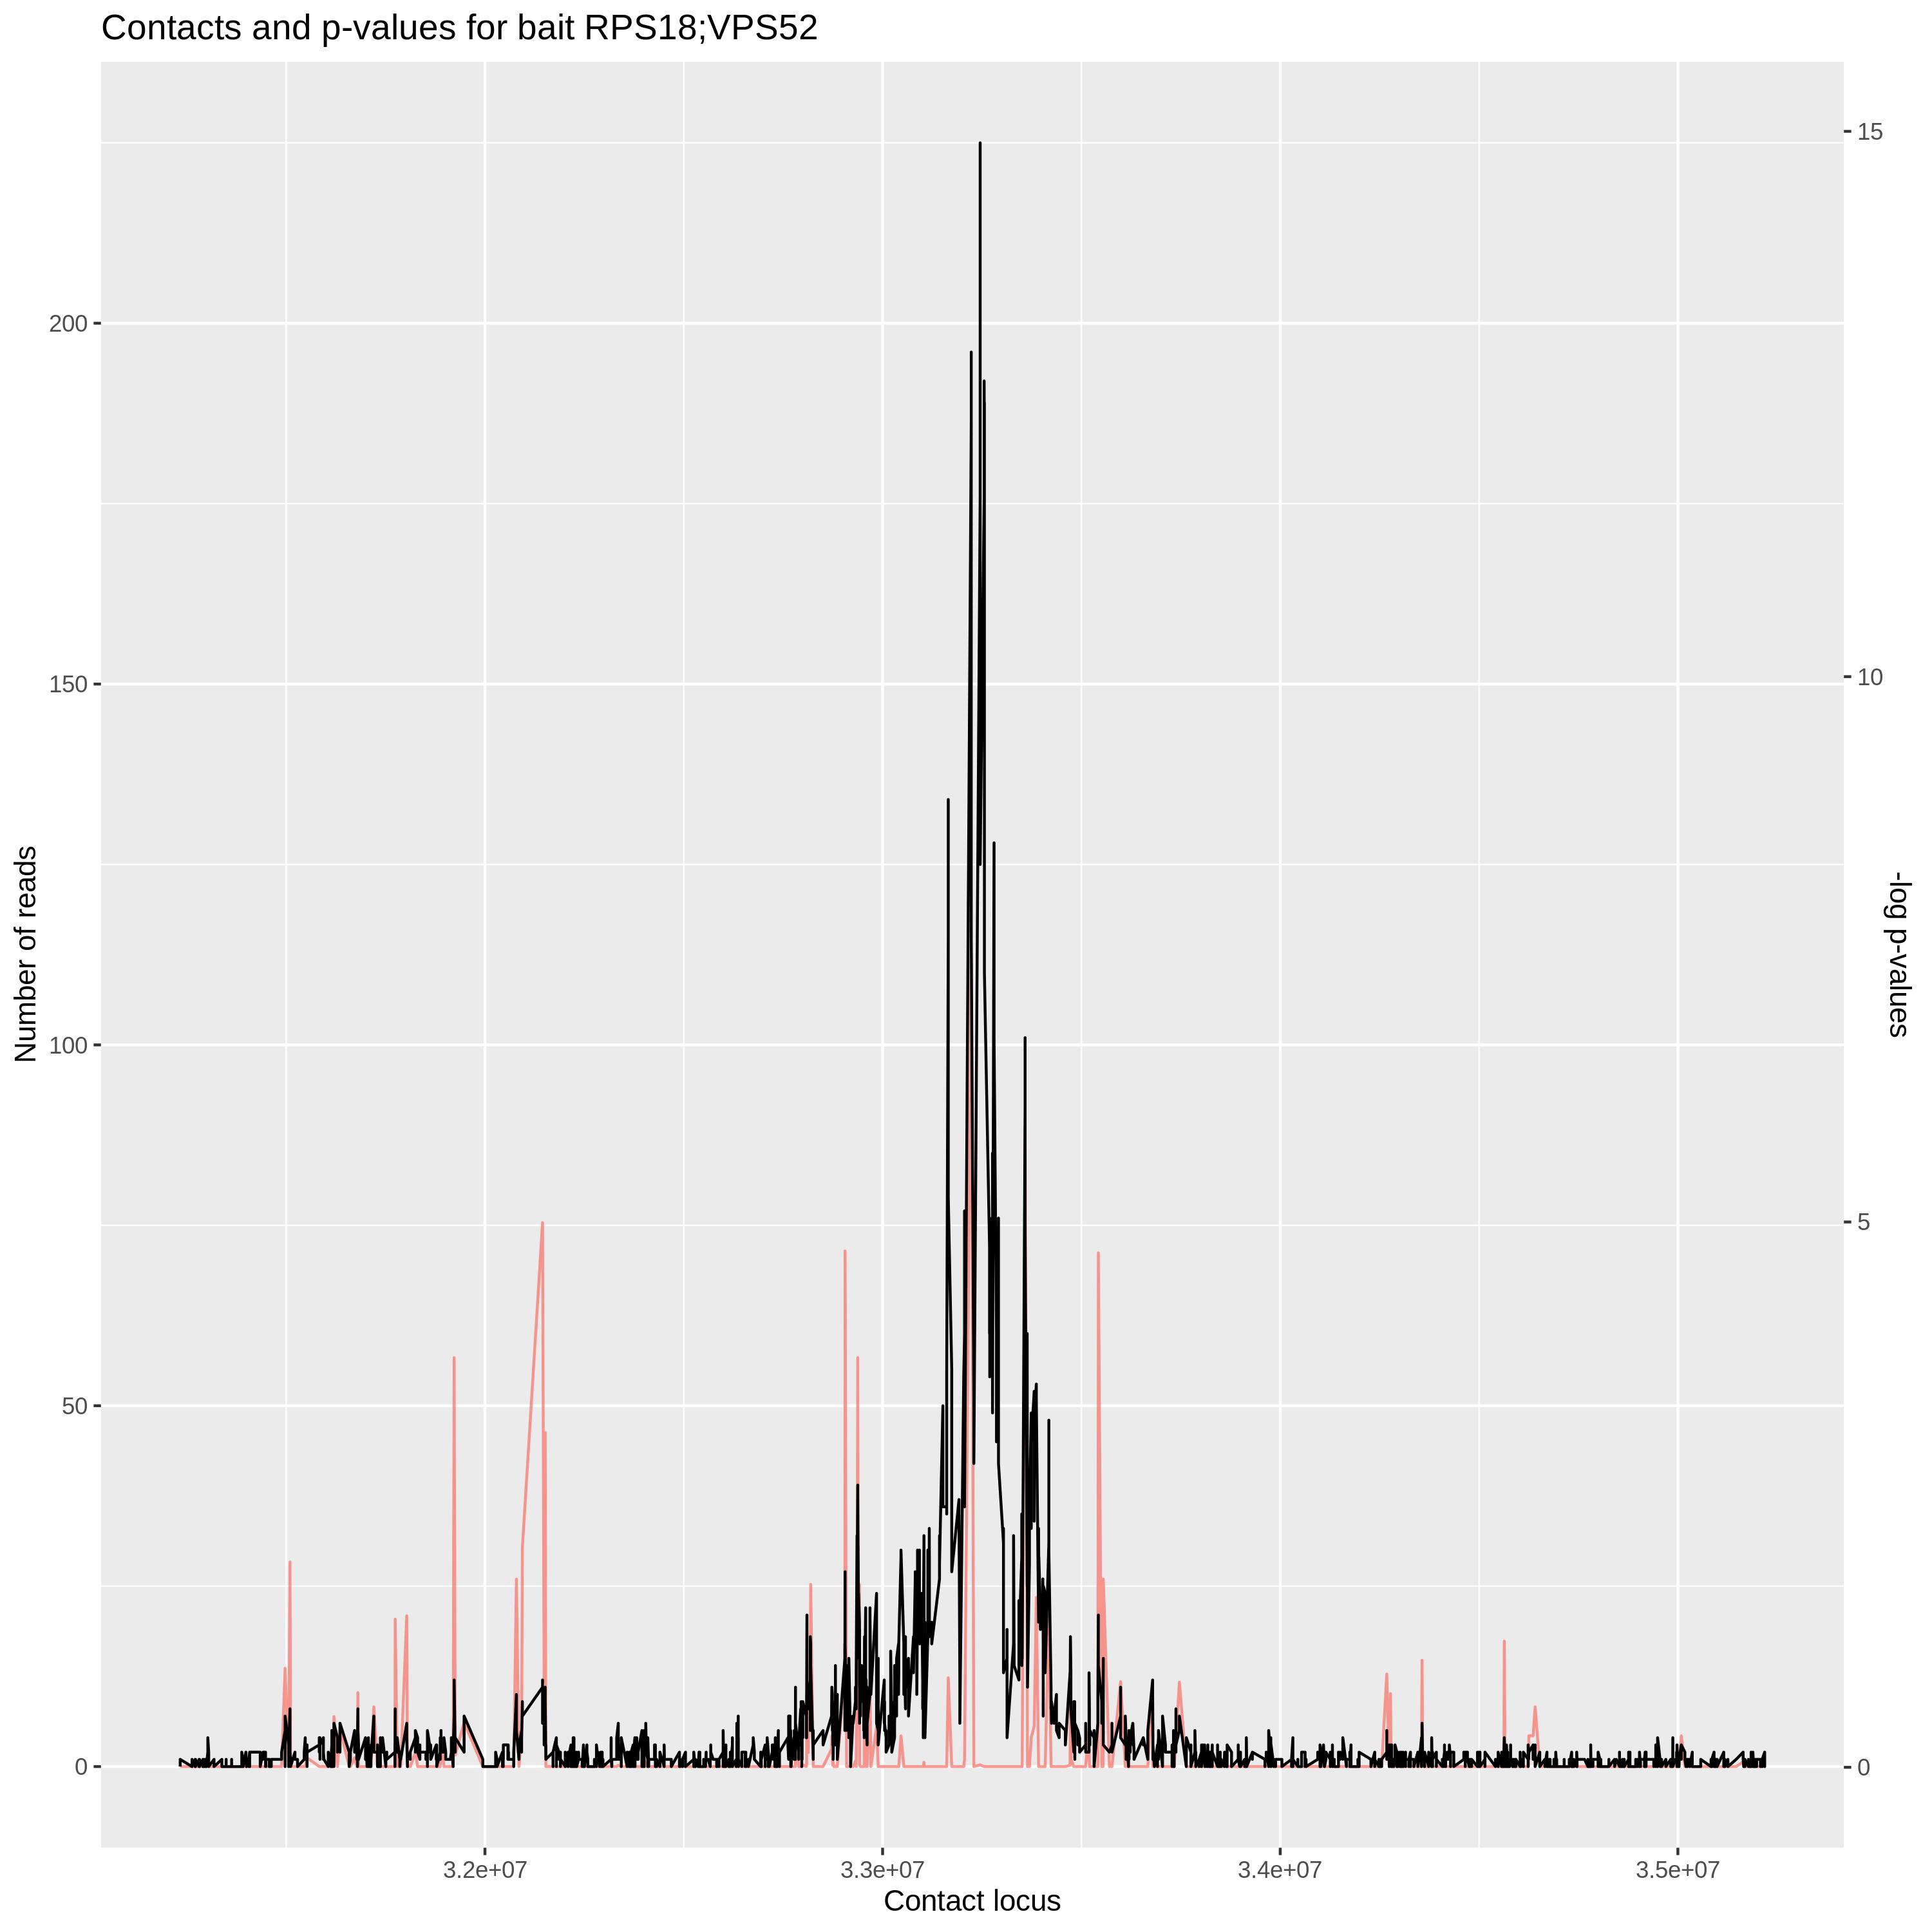 Contacts and p-values for bait RPS18;VPS52
200
150
100
50
0
Number of reads
15
10
5
0
-log p-values
3.2e+07
3.3e+07
3.4e+07
3.5e+07
Contact locus